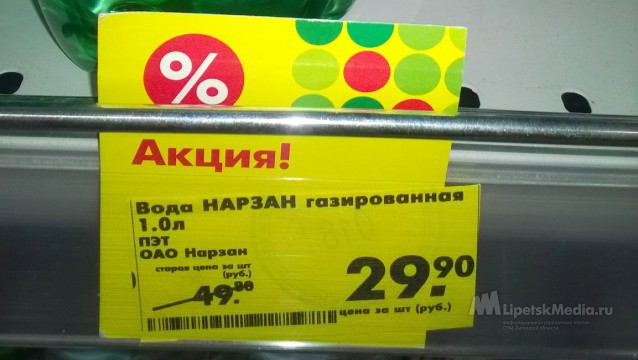 %
Акция!
Вода НАРЗАН газированная
1.0л
ПЭТ
ОАО Нарзан
старая цена за шт
(руб.)
49.80
29.90
цена за шт (руб.)
LipetskMedia.ru